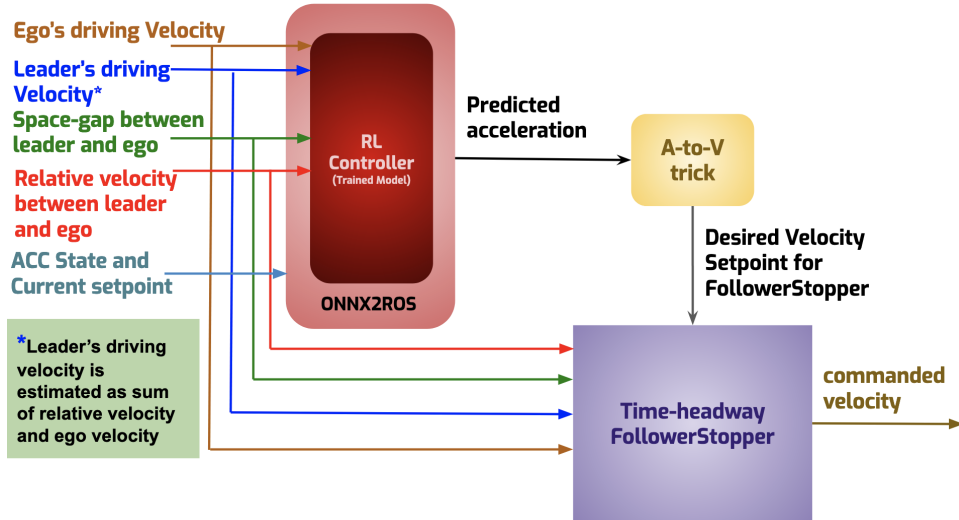 Ego's driving Velocity
Leader's driving
Velocity*
Space-gap between
leader and ego
Relative velocity
between leader
and ego
ACC State and
Current setpoint
RL
Controller
(Trained Model)
ONNX2ROS
Predicted
acceleration
A-to-V
trick
Desired Velocity
Setpoint for
FollowerStopper
*Leader's driving
velocity is
estimated as sum
of relative velocity
and ego velocity
Time-headway
FollowerStopper
commanded
velocity